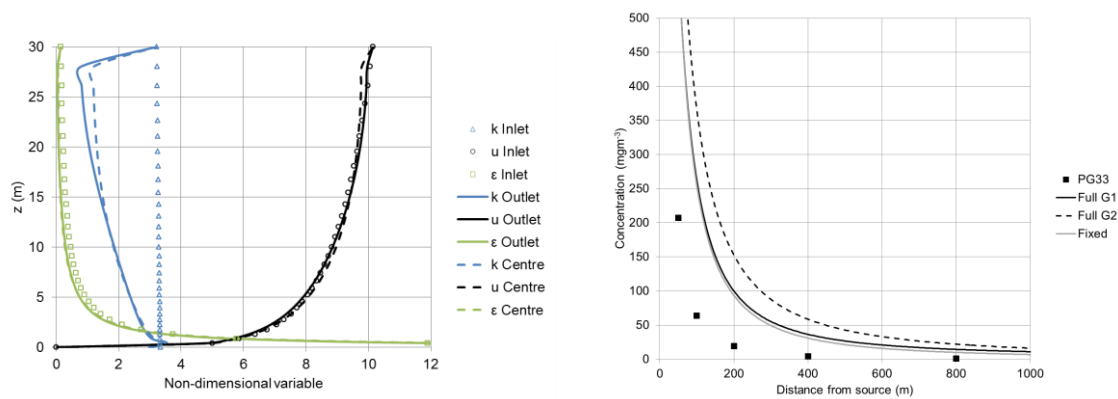 30
25
20
15
10
5
0
z (m)
0 2 4 6 8 10 12
Non-dimensional variable
k Inlet
u Inlet
ε Inlet
k Outlet
u Outlet
ε Outlet
k Centre
u Centre
ε Centre
500
450
400
350
300
250
200
150
100
50
0
Concentration (mgm⁻³)
0 200 400 600 800 1000
Distance from source (m)
PG33
Full G1
Full G2
Fixed